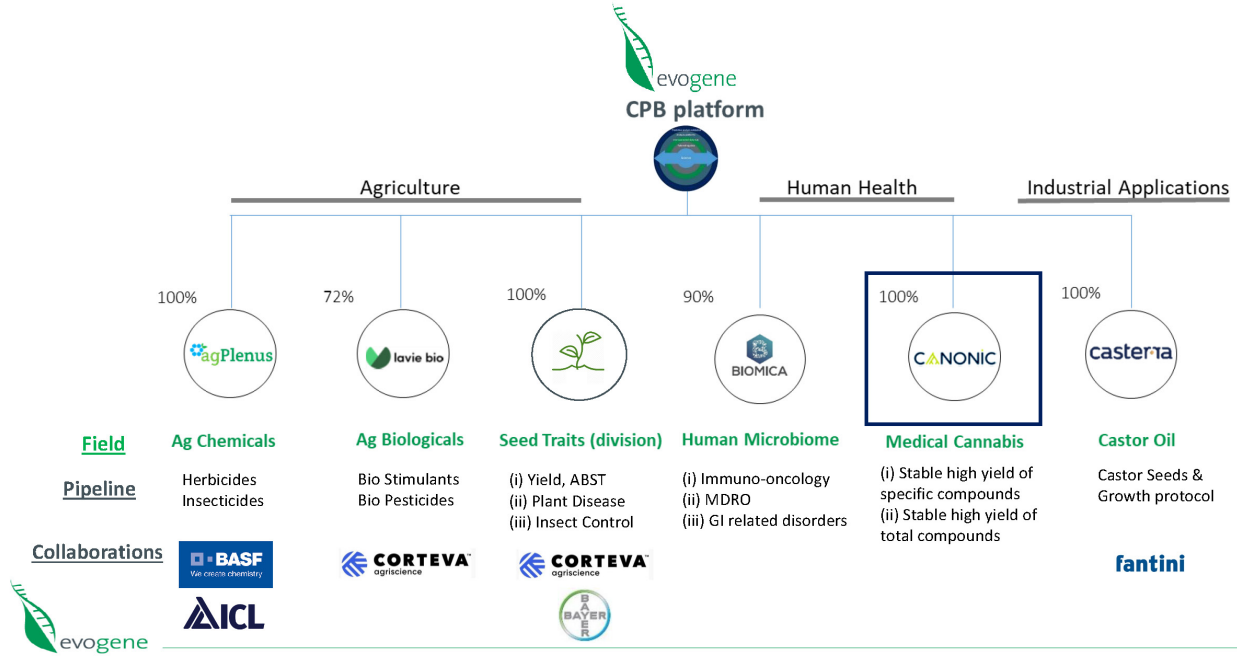 evogene
CPB platform
Agriculture
Human Health
Industrial Applications
100%
72%
100%
90%
100%
100%
agPlenus
lavie bio
BIOMICA
CANONIC
casterra
Field
Ag Chemicals
Ag Biologicals
Seed Traits (division)
Human Microbiome
Medical Cannabis
Castor Oil
Pipeline
Herbicides
Insecticides
Bio Stimulants
Bio Pesticides
(i) Yield, ABST
(ii) Plant Disease
(iii) Insect Control
(i) Immuno-oncology
(ii) MDRO
(iii) GI related disorders
(i) Stable high yield of
specific compounds
(ii) Stable high yield of
total compounds
Castor Seeds &
Growth protocol
Collaborations
BASF
We create chemistry
ICL
CORTEVA™
agriscience
CORTEVA™
agriscience
BAYER
BAYER
fantini
evogene